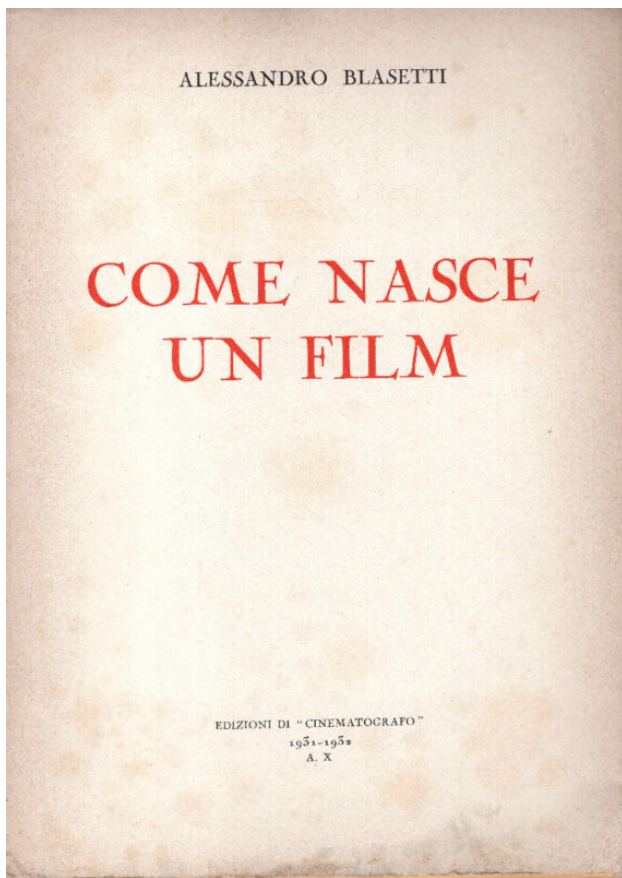 ALESSANDRO BLASETTI
COME NASCE
UN FILM
EDIZIONI DI "CINEMATOGRAFO"
1931-1932
A. X